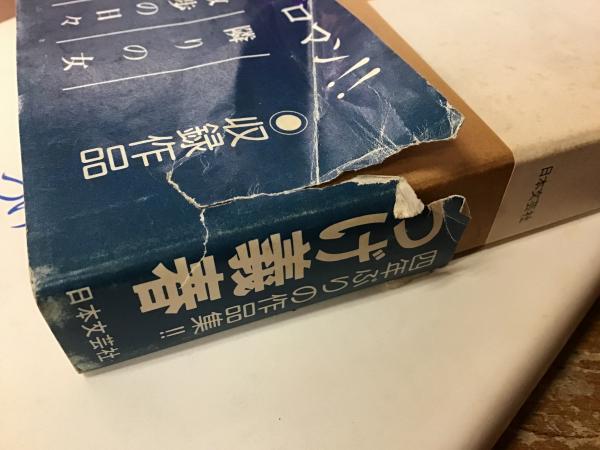 ロマン!!
隣りの女
歩の日々
◉収録作品
四年ぶりの作品集!!
つげ義春
日本文芸社
日本文芸社